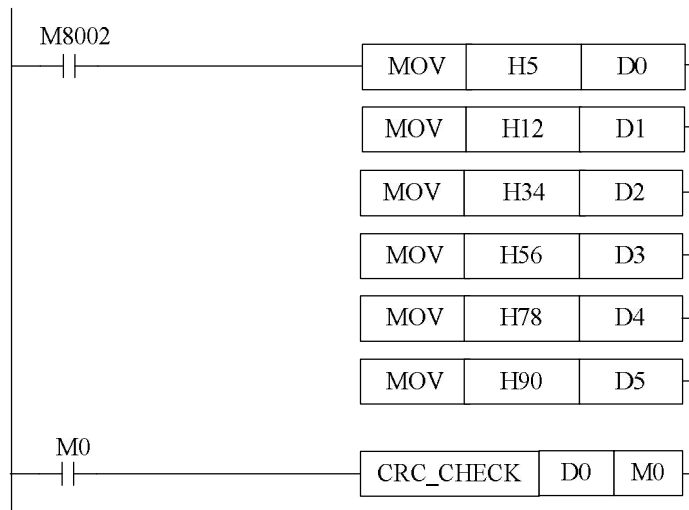 M8002
MOV H5 D0
MOV H12 D1
MOV H34 D2
MOV H56 D3
MOV H78 D4
MOV H90 D5
M0
CRC_CHECK D0 M0